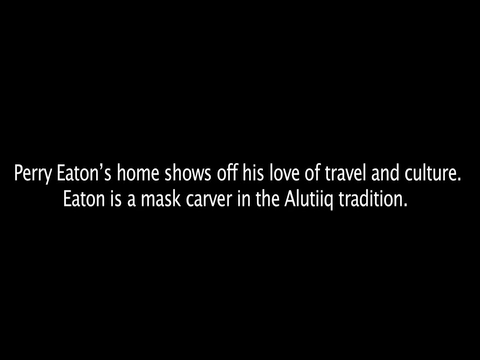 Perry Eaton’s home shows off his love of travel and culture.
Eaton is a mask carver in the Alutiiq tradition.